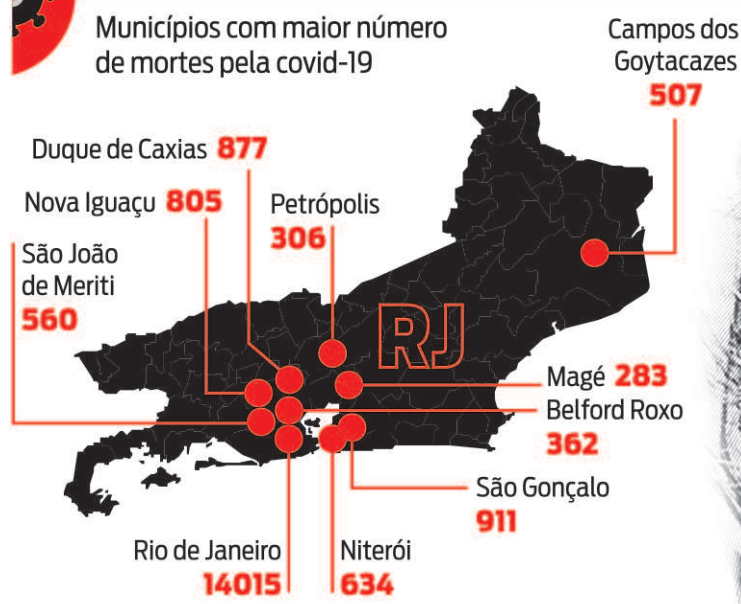 Municípios com maior número
de mortes pela covid-19
Campos dos
Goytacazes
507
Duque de Caxias 877
Nova Iguaçu 805
Petrópolis
306
São João
de Meriti
560
RJ
Magé 283
Belford Roxo
362
São Gonçalo
911
Rio de Janeiro
14015
Niterói
634